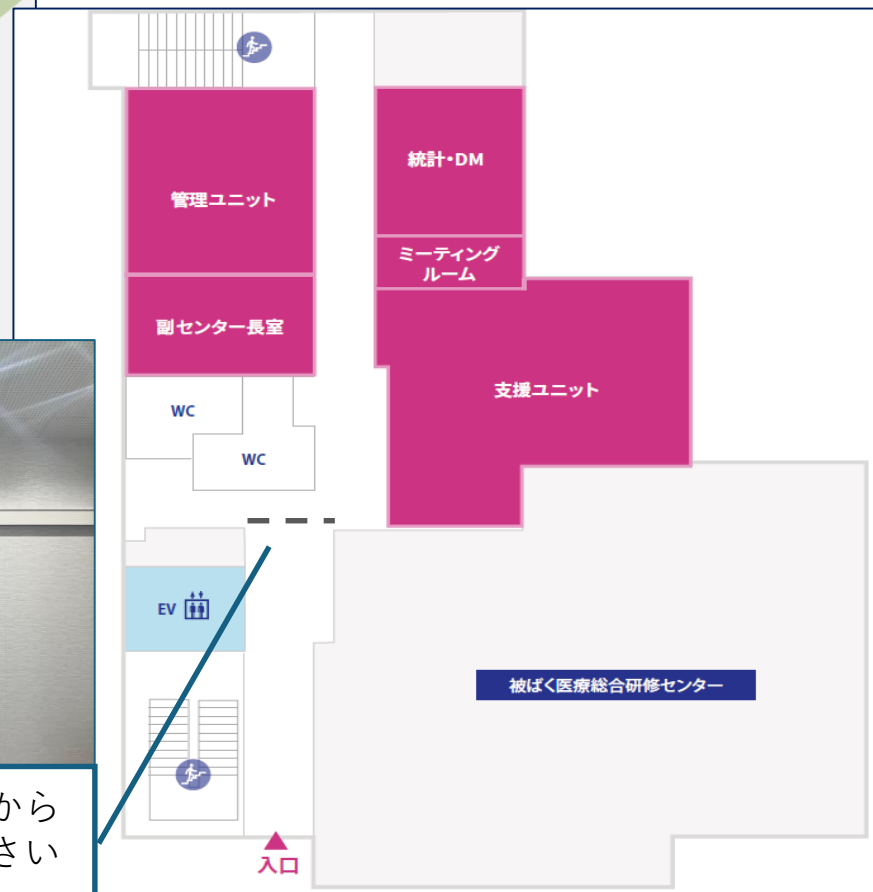 管理ユニット
統計・DM
ミーティング
ルーム
副センター長室
支援ユニット
WC
WC
EV
被ばく医療総合研修センター
から
さい
入口